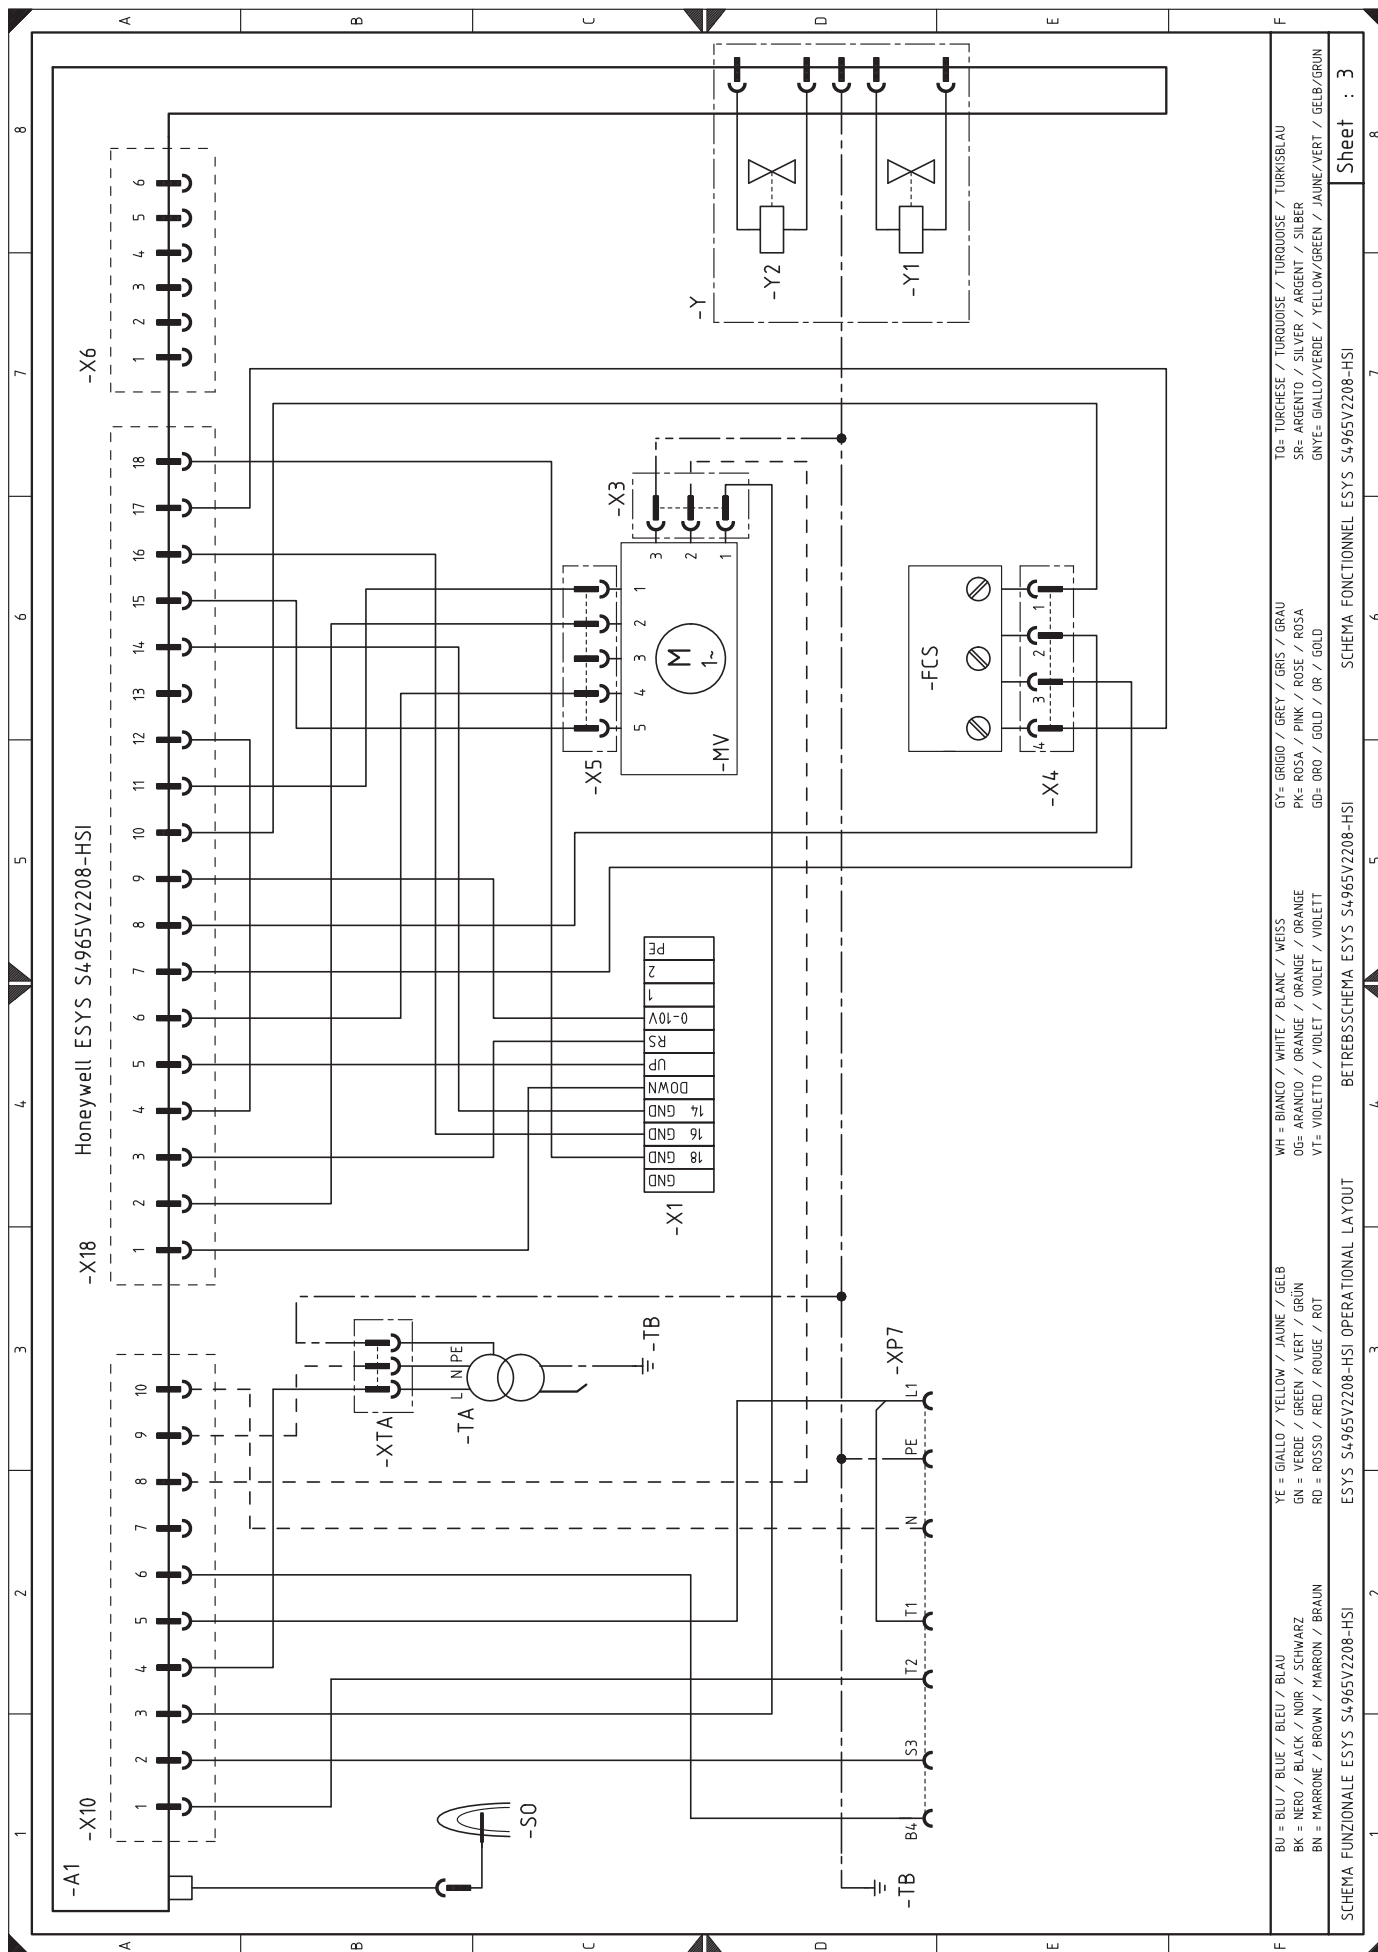 1 2 3 4 5 6 7 8
A A
B B
C C
D D
E E
F F
-A1
Honeywell ESYS S4965V2208-HSI
-X10
1 2 3 4 5 6 7 8 9 10
-X18
1 2 3 4 5 6 7 8 9 10 11 12 13 14 15 16 17 18
-X6
1 2 3 4 5 6
-SO
-XTA
-TA
L N PE
-TB
-X1
GND
18 GND
16 GND
14 GND
DOWN
UP
RS
0-10V
1
2
PE
-X5
5 4 3 2 1
M
1~
-MV
-X3
3
2
1
-Y
-Y2
-Y1
-FCS
-X4
4 3 2 1
-XP7
B4 S3 T2 T1 N PE L1
-TB
BU = BLU / BLUE / BLEU / BLAU
BK = NERO / BLACK / NOIR / SCHWARZ
BN = MARRONE / BROWN / MARRON / BRAUN
YE = GIALLO / YELLOW / JAUNE / GELB
GN = VERDE / GREEN / VERT / GRÜN
RD = ROSSO / RED / ROUGE / ROT
WH = BIANCO / WHITE / BLANC / WEISS
OG= ARANCIO / ORANGE / ORANGE / ORANGE
VT= VIOLETTO / VIOLET / VIOLET / VIOLETT
GY= GRIGIO / GREY / GRIS / GRAU
PK= ROSA / PINK / ROSE / ROSA
GD= ORO / GOLD / OR / GOLD
TQ= TURCHESE / TURQUOISE / TURQUOISE / TURKISBLAU
SR= ARGENTO / SILVER / ARGENT / SILBER
GNYE= GIALLO/VERDE / YELLOW/GREEN / JAUNE/VERT / GELB/GRUN
SCHEMA FUNZIONALE ESYS S4965V2208-HSI
ESYS S4965V2208-HSI OPERATIONAL LAYOUT
BETREBSSCHEMA ESYS S4965V2208-HSI
SCHEMA FONCTIONNEL ESYS S4965V2208-HSI
Sheet : 3
1 2 3 4 5 6 7 8